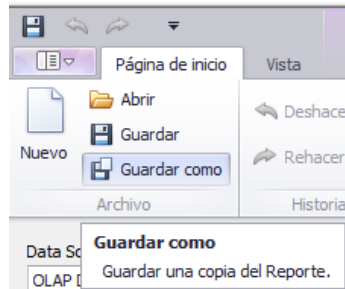 Página de inicio
Vista
Nuevo
Abrir
Guardar
Guardar como
Deshace
Rehacer
Archivo
Historia
Data So
Guardar como
Guardar una copia del Reporte.
OLAP D